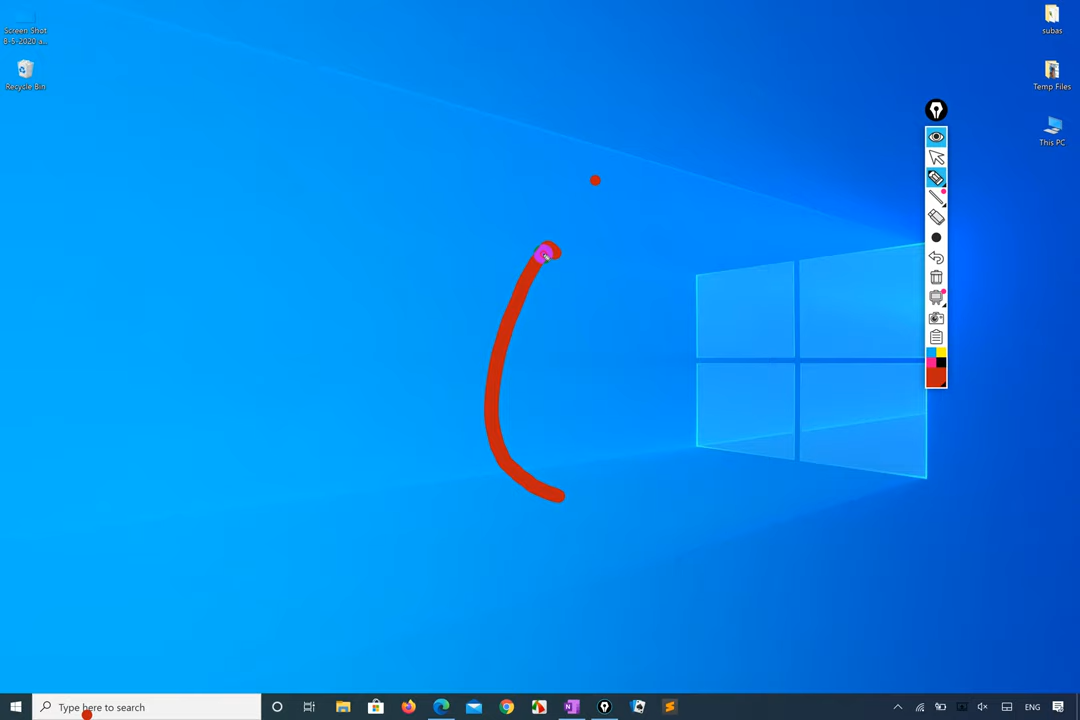 Screen Shot
8-5-2020 a...
Recycle Bin
subas
Temp Files
This PC
Type here to search
ENG